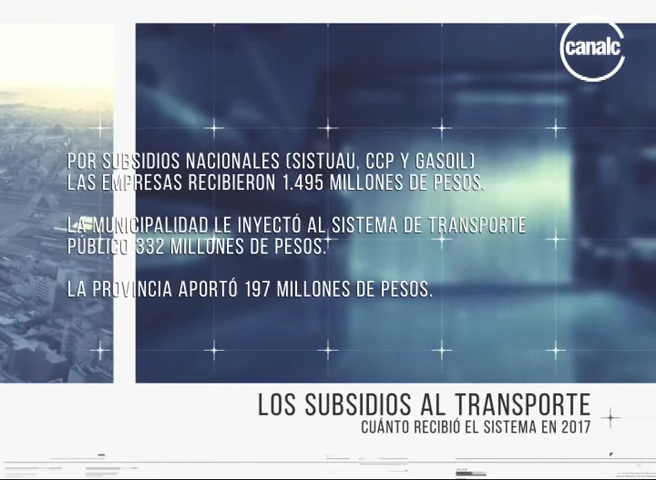 canalc
POR SUBSIDIOS NACIONALES (SISTUAU, CCP Y GASOIL)
LAS EMPRESAS RECIBIERON 1.495 MILLONES DE PESOS.
LA MUNICIPALIDAD LE INYECTÓ AL SISTEMA DE TRANSPORTE
PÚBLICO 332 MILLONES DE PESOS.
LA PROVINCIA APORTÓ 197 MILLONES DE PESOS.
LOS SUBSIDIOS AL TRANSPORTE
CUÁNTO RECIBIÓ EL SISTEMA EN 2017